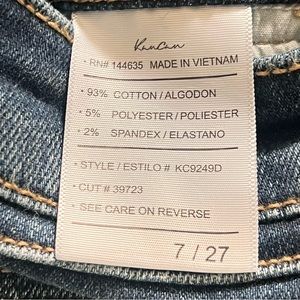 KanCan
• RN# 144635 MADE IN VIETNAM
• 93% COTTON / ALGODON
• 5% POLYESTER / POLIESTER
• 2% SPANDEX / ELASTANO
• STYLE / ESTILO # KC9249D
• CUT # 39723
• SEE CARE ON REVERSE
7 / 27